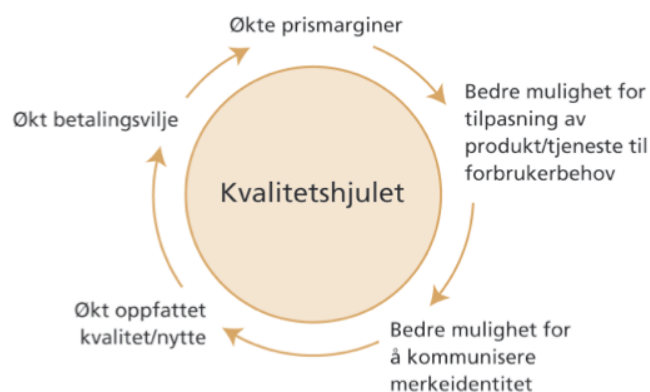 Økte prismarginer
Bedre mulighet for
tilpasning av
produkt/tjeneste til
forbrukerbehov
Bedre mulighet for
å kommunisere
merkeidentitet
Økt oppfattet
kvalitet/nytte
Økt betalingsvilje
Kvalitetshjulet